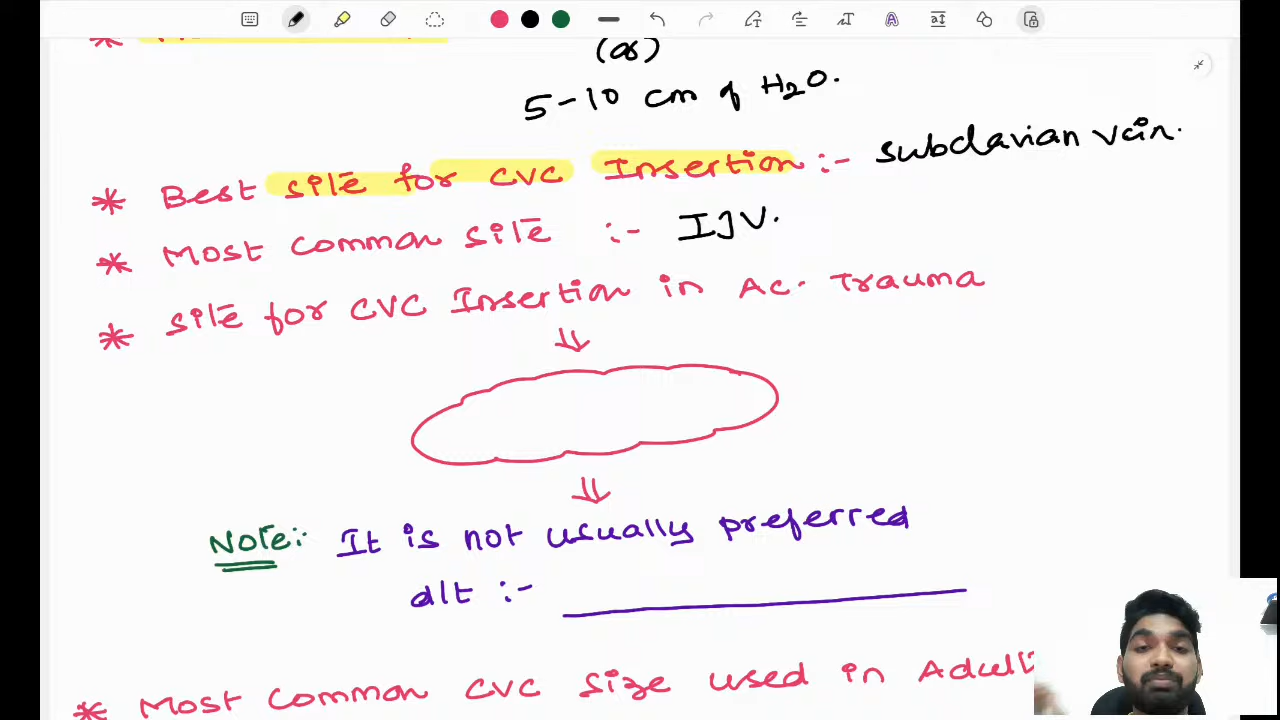 (or)
5-10 cm of H2O.
* Best site for CVC Insertion :- subclavian vein.
* Most common site :- IJV.
* site for CVC Insertion in Ac. Trauma
Note:- It is not usually preferred
d/t :-
* Most common CVC size used in Adult